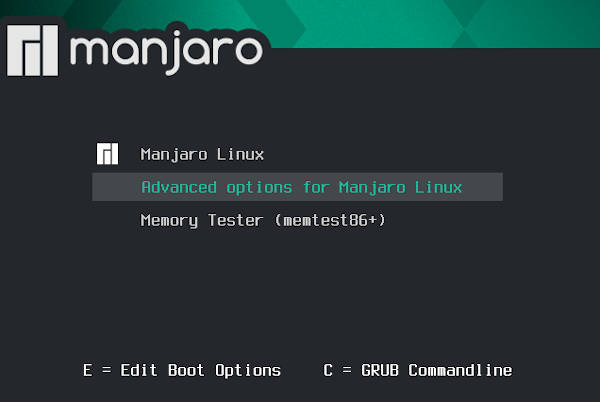 manjaro
Manjaro Linux
Advanced options for Manjaro Linux
Memory Tester (memtest86+)
E = Edit Boot Options C = GRUB Commandline